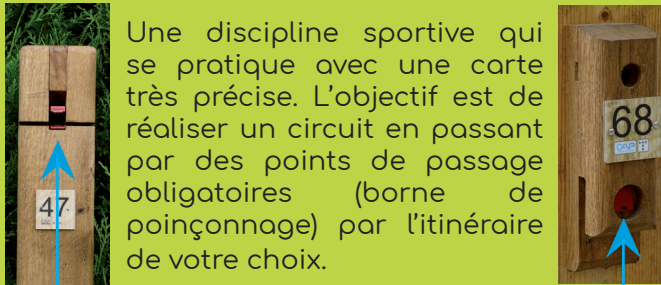 Une discipline sportive qui
se pratique avec une carte
très précise. L’objectif est de
réaliser un circuit en passant
par des points de passage
obligatoires (borne de
poinçonnage) par l’itinéraire
de votre choix.
47
68
CAP